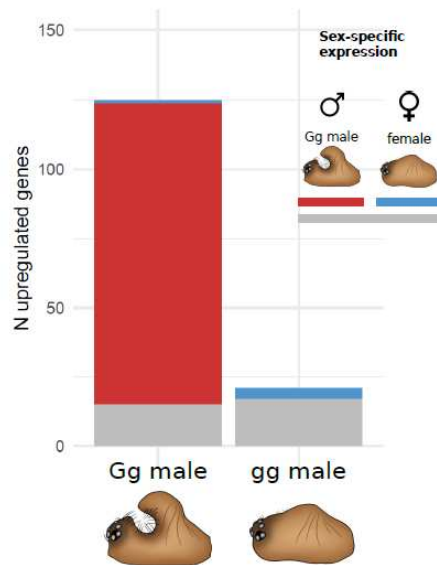 150
100
50
0
N upregulated genes
Sex-specific
expression
♂ ♀
Gg male female
Gg male gg male